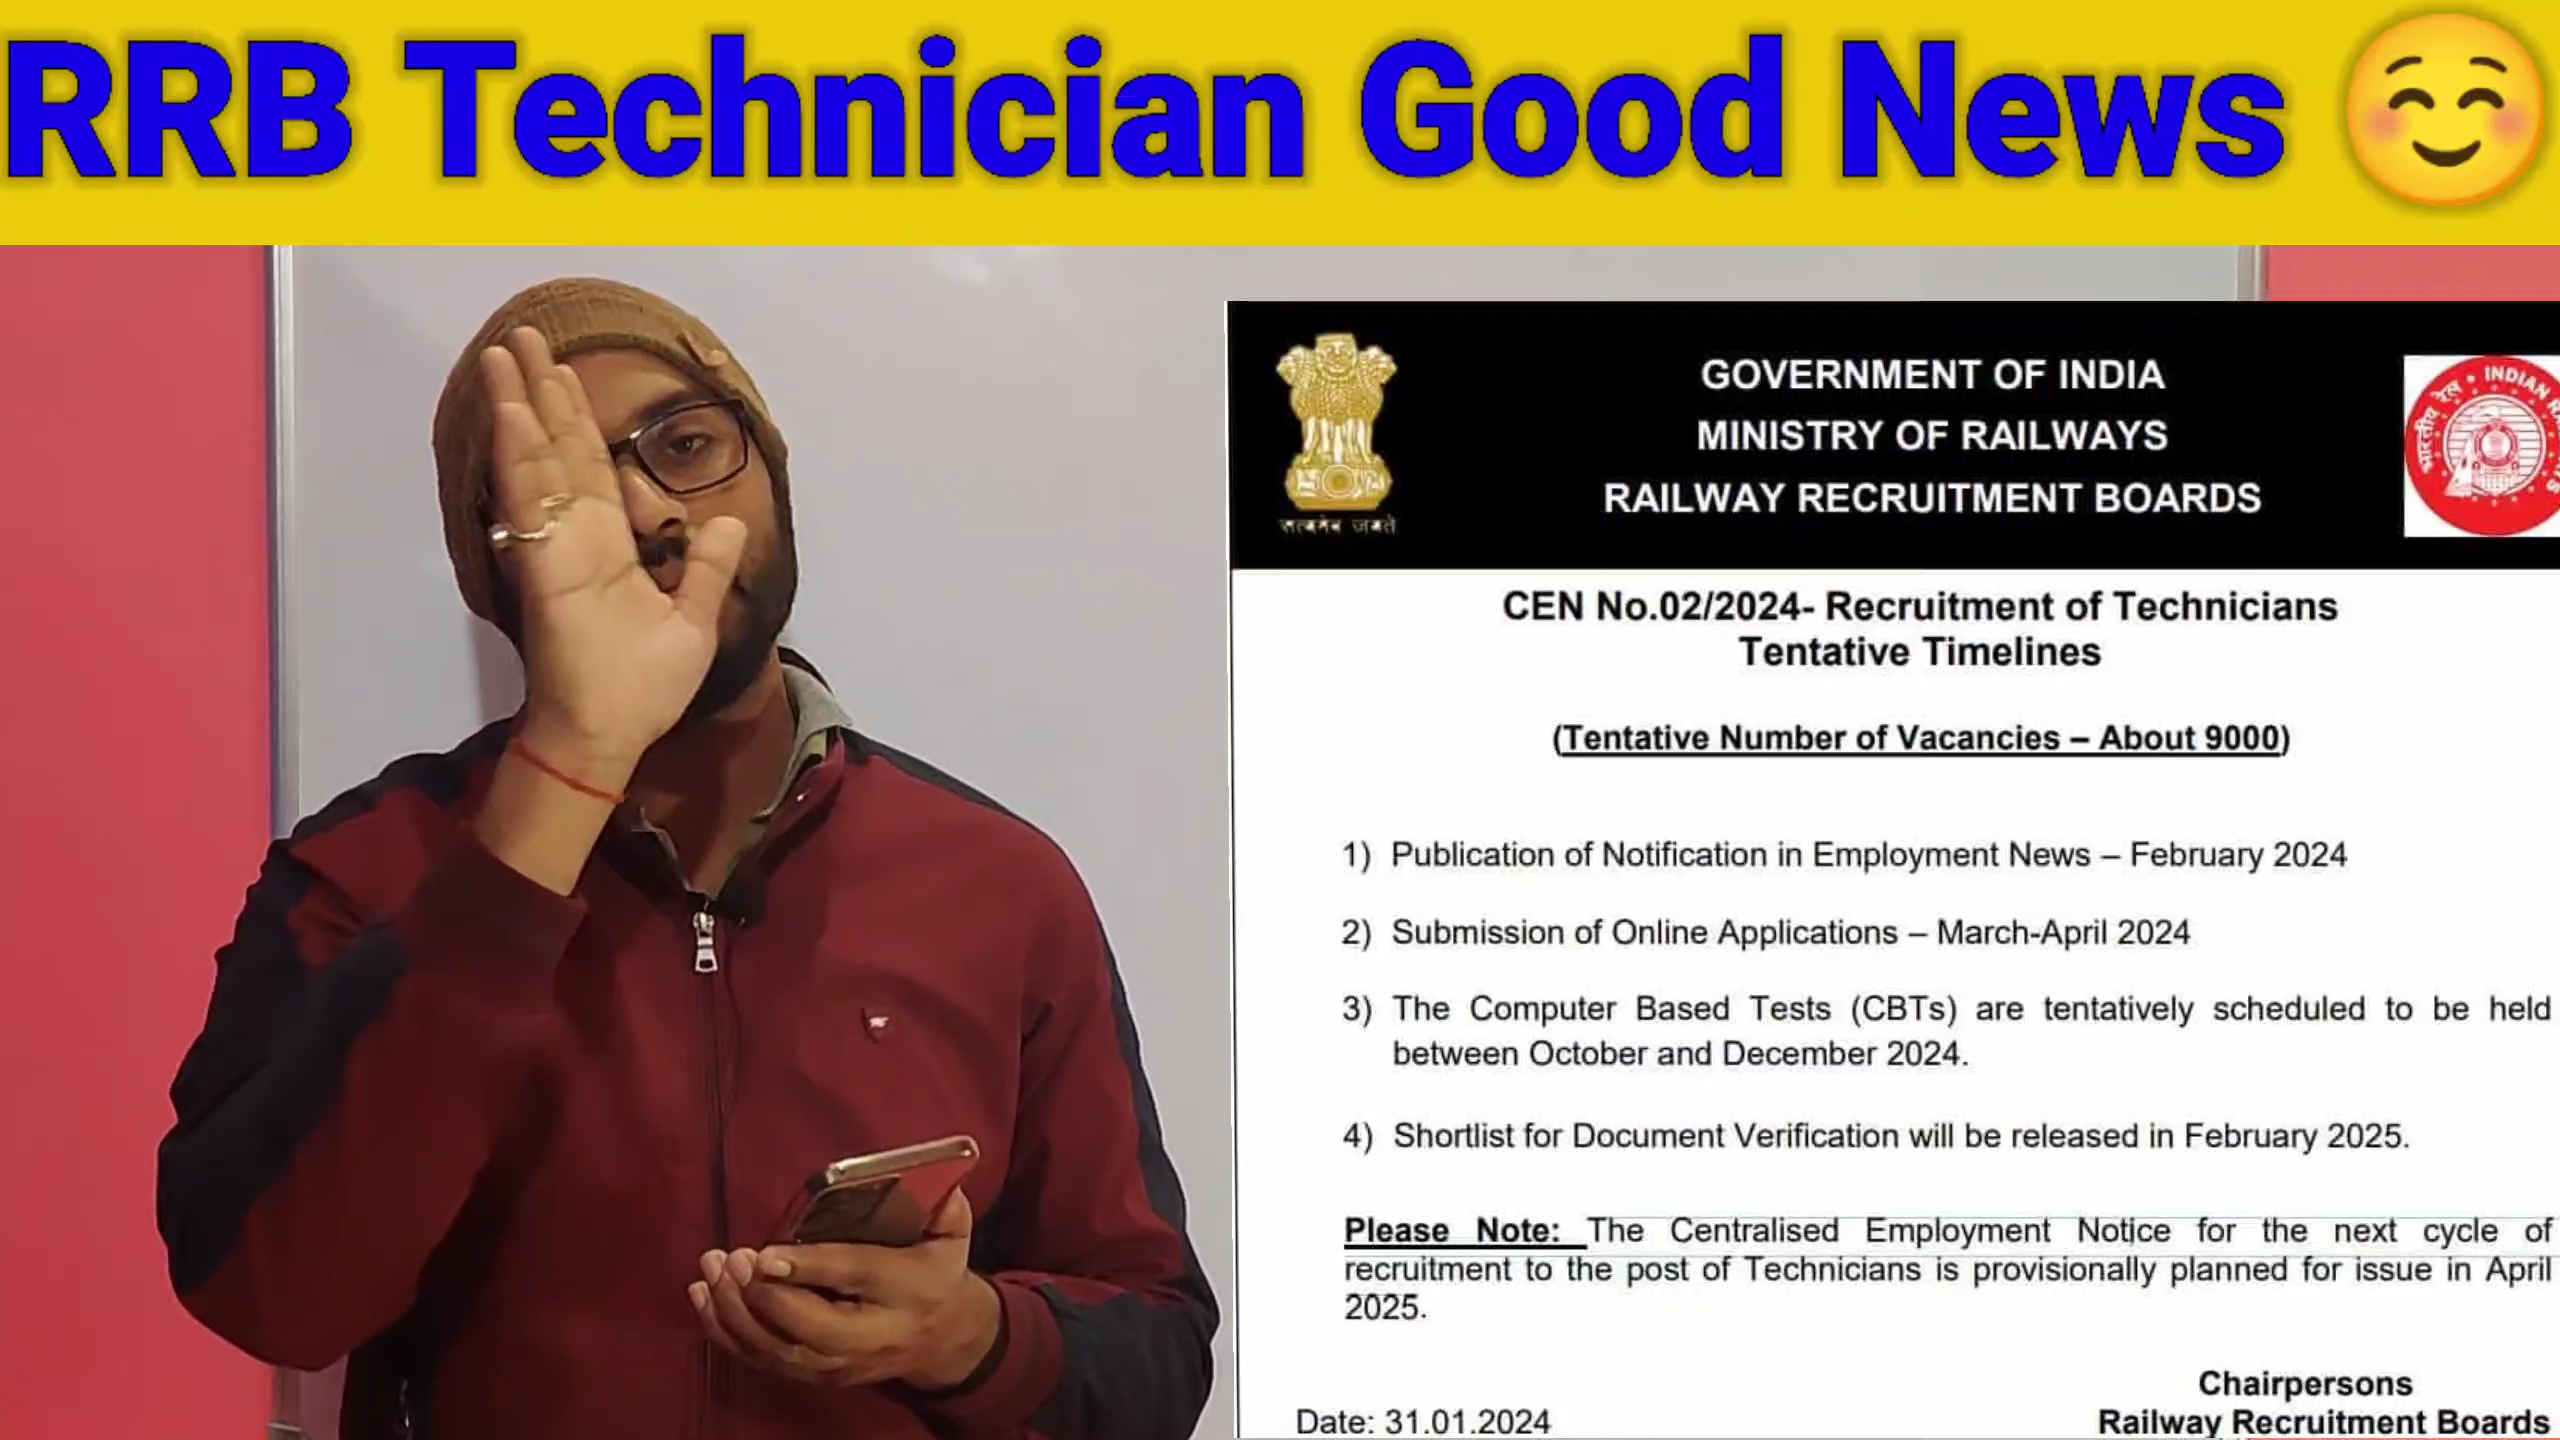 RRB Technician Good News ☺️
GOVERNMENT OF INDIA
MINISTRY OF RAILWAYS
RAILWAY RECRUITMENT BOARDS
सत्यमेव जयते
भारतीय रेल • INDIAN
CEN No.02/2024- Recruitment of Technicians
Tentative Timelines
(Tentative Number of Vacancies – About 9000)
1) Publication of Notification in Employment News – February 2024
2) Submission of Online Applications – March-April 2024
3) The Computer Based Tests (CBTs) are tentatively scheduled to be held
between October and December 2024.
4) Shortlist for Document Verification will be released in February 2025.
Please Note: The Centralised Employment Notice for the next cycle of
recruitment to the post of Technicians is provisionally planned for issue in April
2025.
Chairpersons
Date: 31.01.2024
Railway Recruitment Boards